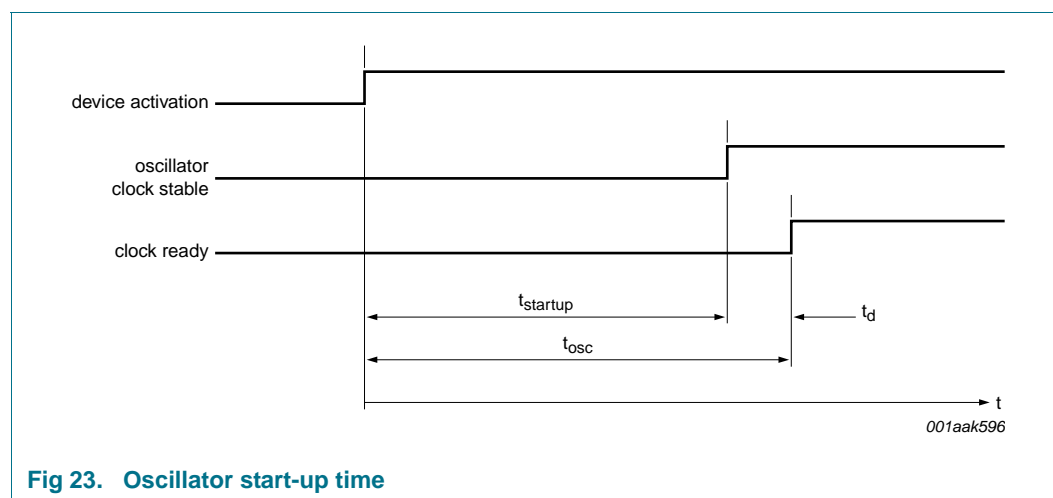 device activation
oscillator
clock stable
clock ready
tstartup
td
tosc
t
001aak596
Fig 23. Oscillator start-up time